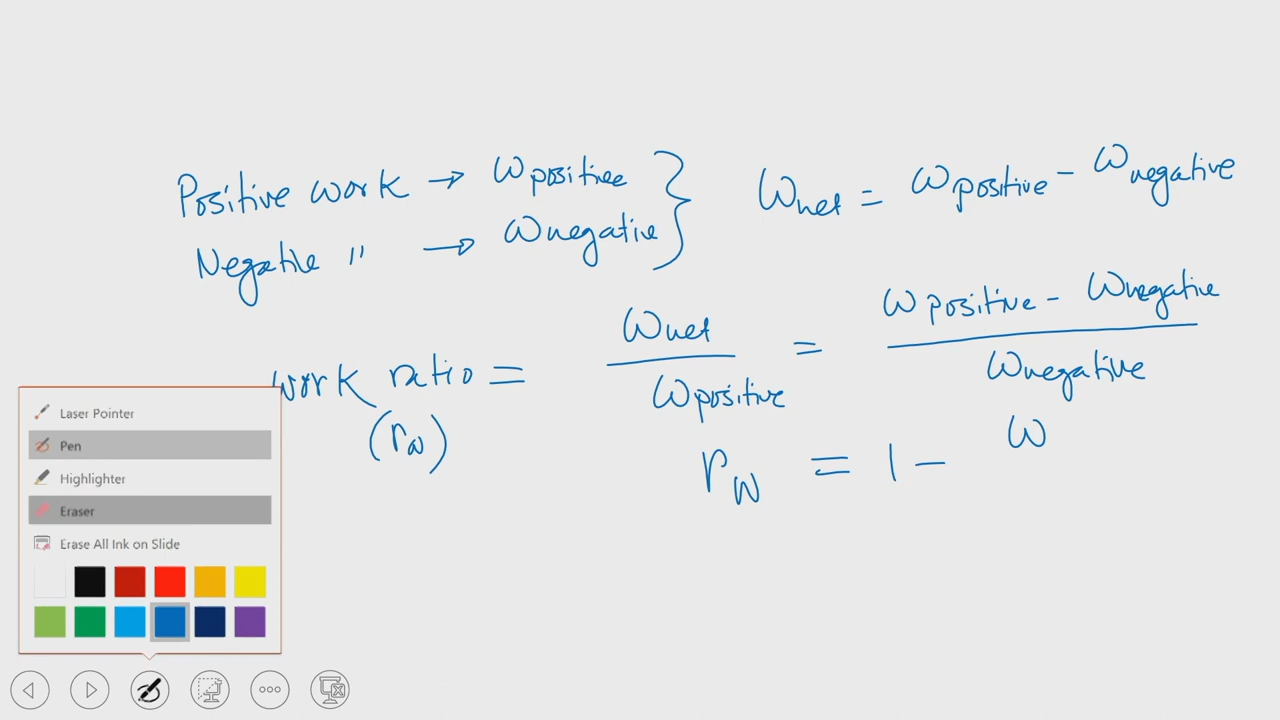 Positive work → Wpositive } Wnet = Wpositive - Wnegative
Negative " → Wnegative
work ratio = Wnet / Wpositive = Wpositive - Wnegative / Wnegative
(rw)
rw = 1 - W
Laser Pointer
Pen
Highlighter
Eraser
Erase All Ink on Slide